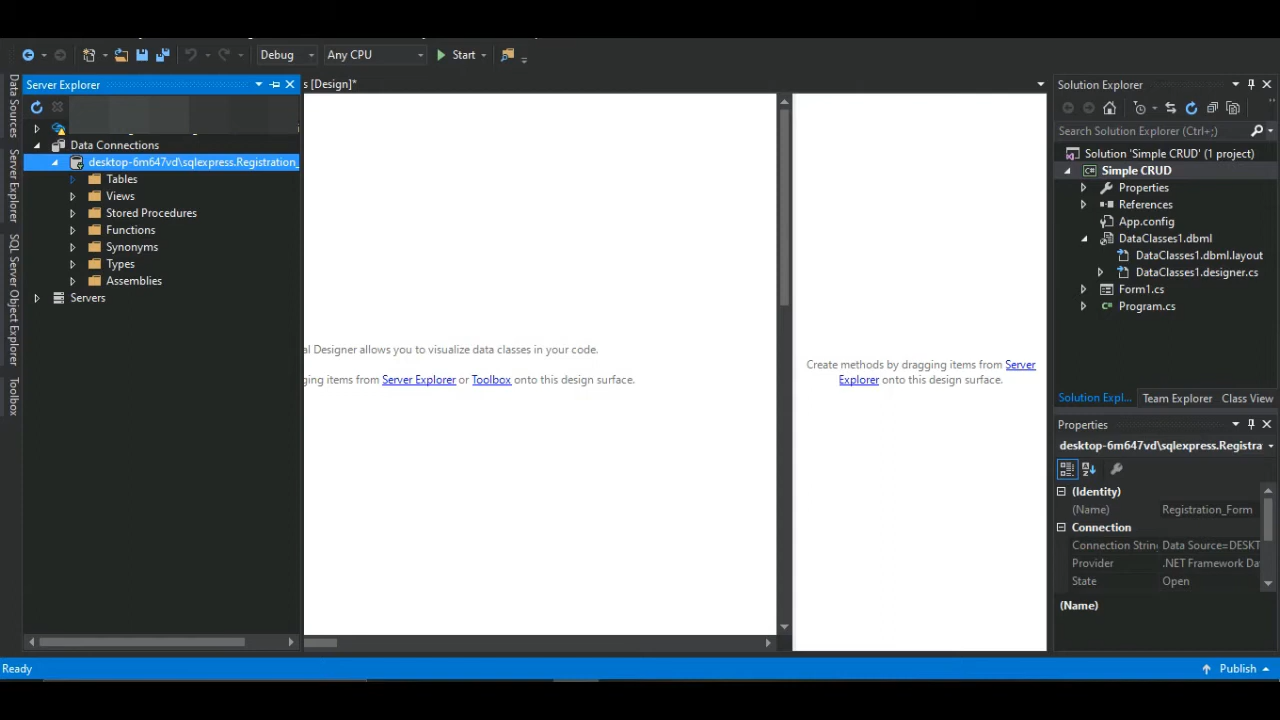 Debug
Any CPU
Start
Server Explorer
s [Design]*
Data Sources
Server Explorer
SQL Server Object Explorer
Toolbox
Data Connections
desktop-6m647vd\sqlexpress.Registration_
Tables
Views
Stored Procedures
Functions
Synonyms
Types
Assemblies
Servers
al Designer allows you to visualize data classes in your code.
ging items from Server Explorer or Toolbox onto this design surface.
Create methods by dragging items from Server
Explorer onto this design surface.
Solution Explorer
Search Solution Explorer (Ctrl+;)
Solution 'Simple CRUD' (1 project)
Simple CRUD
Properties
References
App.config
DataClasses1.dbml
DataClasses1.dbml.layout
DataClasses1.designer.cs
Form1.cs
Program.cs
Solution Expl...
Team Explorer
Class View
Properties
desktop-6m647vd\sqlexpress.Registra
(Identity)
(Name) Registration_Form
Connection
Connection String Data Source=DESKT
Provider .NET Framework Da
State Open
(Name)
Ready
Publish